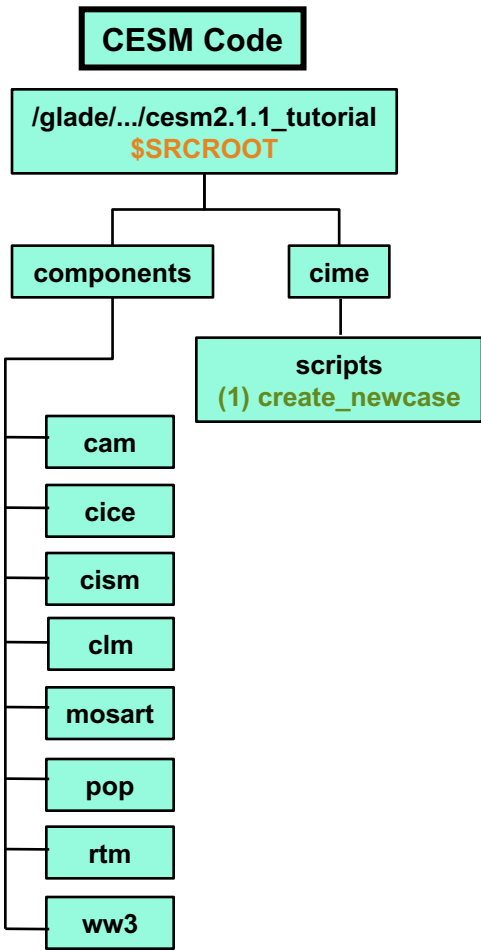 CESM Code
/glade/.../cesm2.1.1_tutorial
$SRCROOT
components
cime
scripts
(1) create_newcase
cam
cice
cism
clm
mosart
pop
rtm
ww3